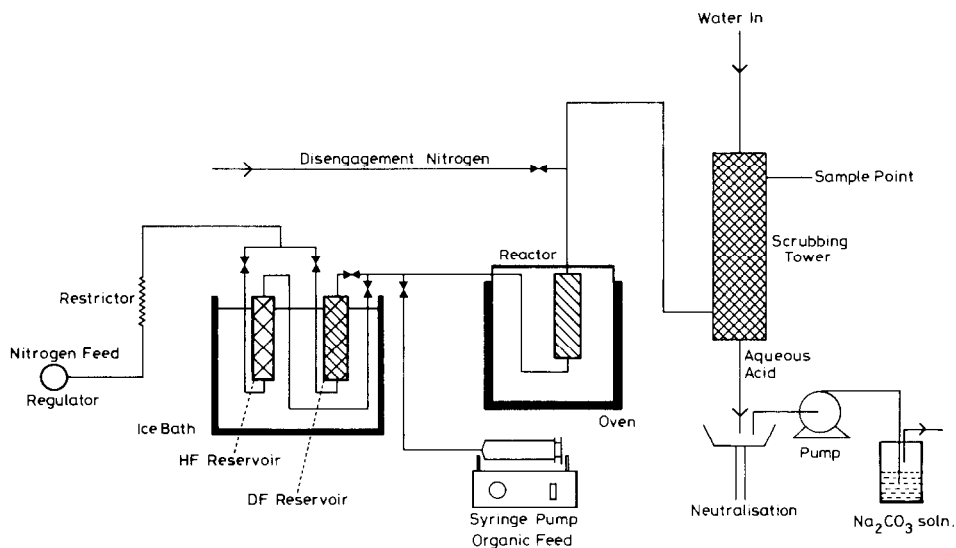 Water In
Disengagement Nitrogen
Sample Point
Scrubbing
Tower
Reactor
Restrictor
Nitrogen Feed
Regulator
Aqueous
Acid
Ice Bath
Oven
HF Reservoir
Pump
DF Reservoir
Syringe Pump
Organic Feed
Neutralisation
Na₂CO₃ soln.